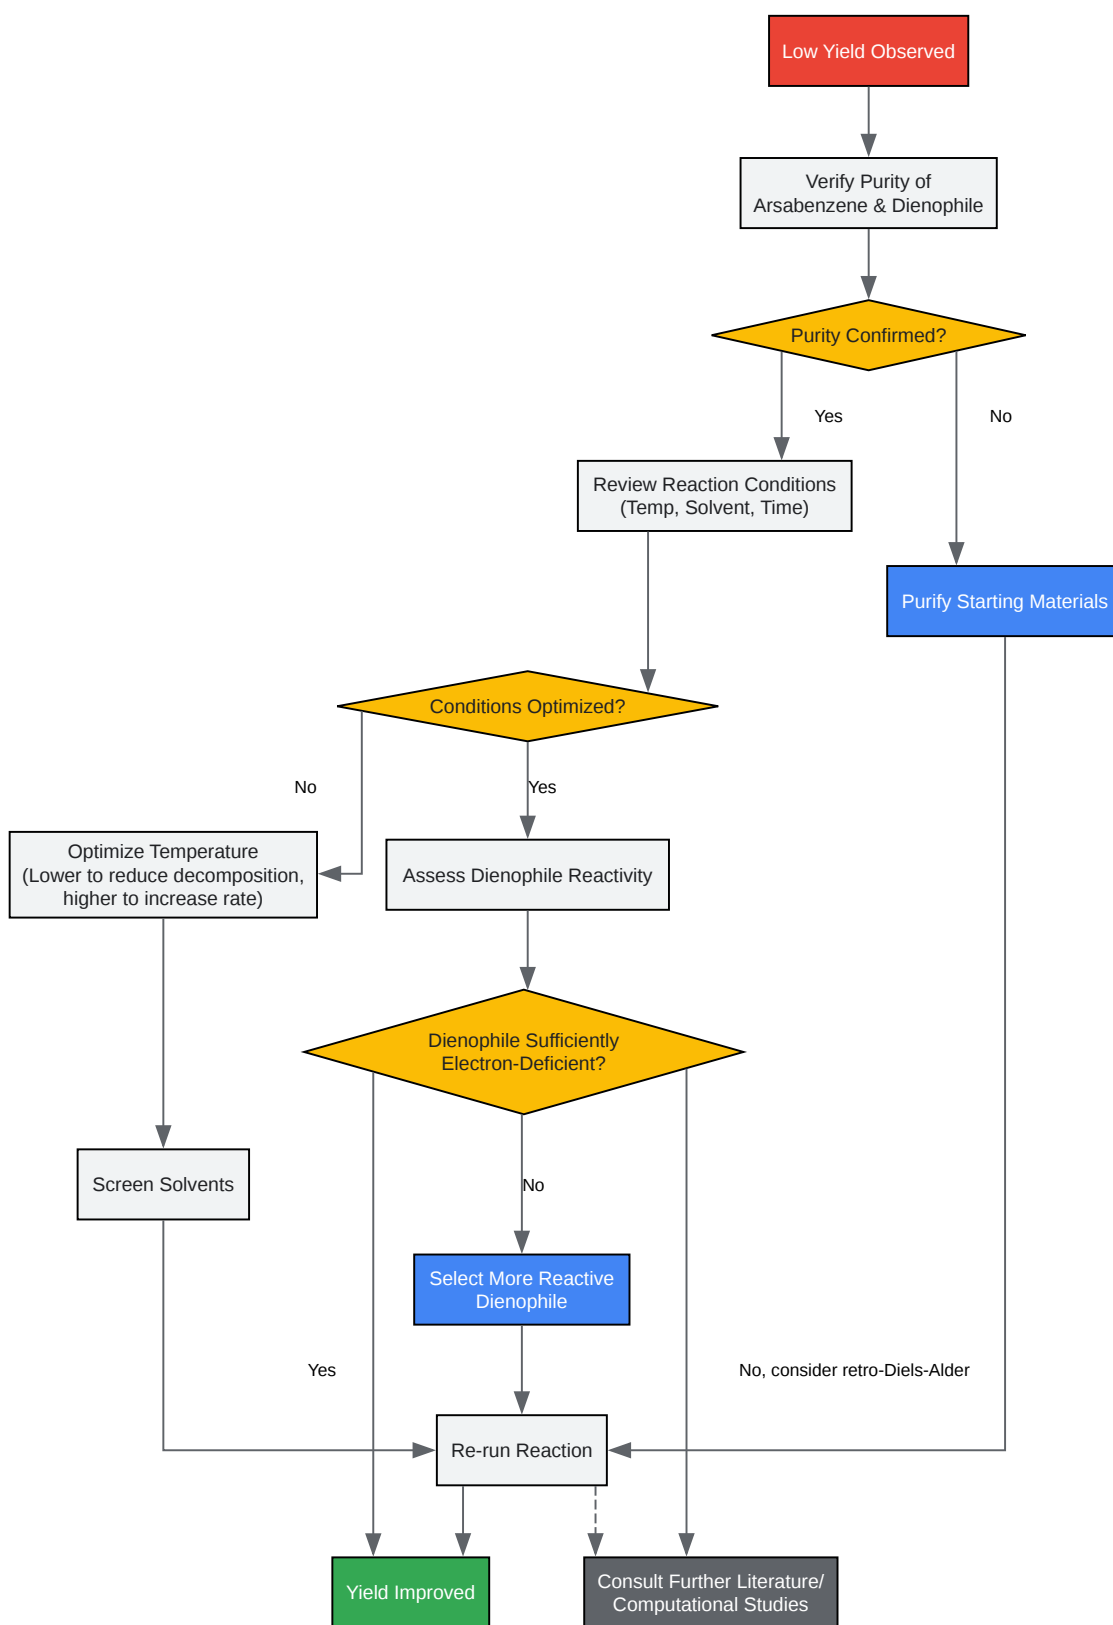 Low Yield Observed
Verify Purity of
Arsabenzene & Dienophile
Purity Confirmed?
Yes
No
Review Reaction Conditions
(Temp, Solvent, Time)
Purify Starting Materials
Conditions Optimized?
No
Yes
Optimize Temperature
(Lower to reduce decomposition,
higher to increase rate)
Assess Dienophile Reactivity
Dienophile Sufficiently
Electron-Deficient?
Screen Solvents
No
Select More Reactive
Dienophile
Yes
No, consider retro-Diels-Alder
Re-run Reaction
Yield Improved
Consult Further Literature/
Computational Studies